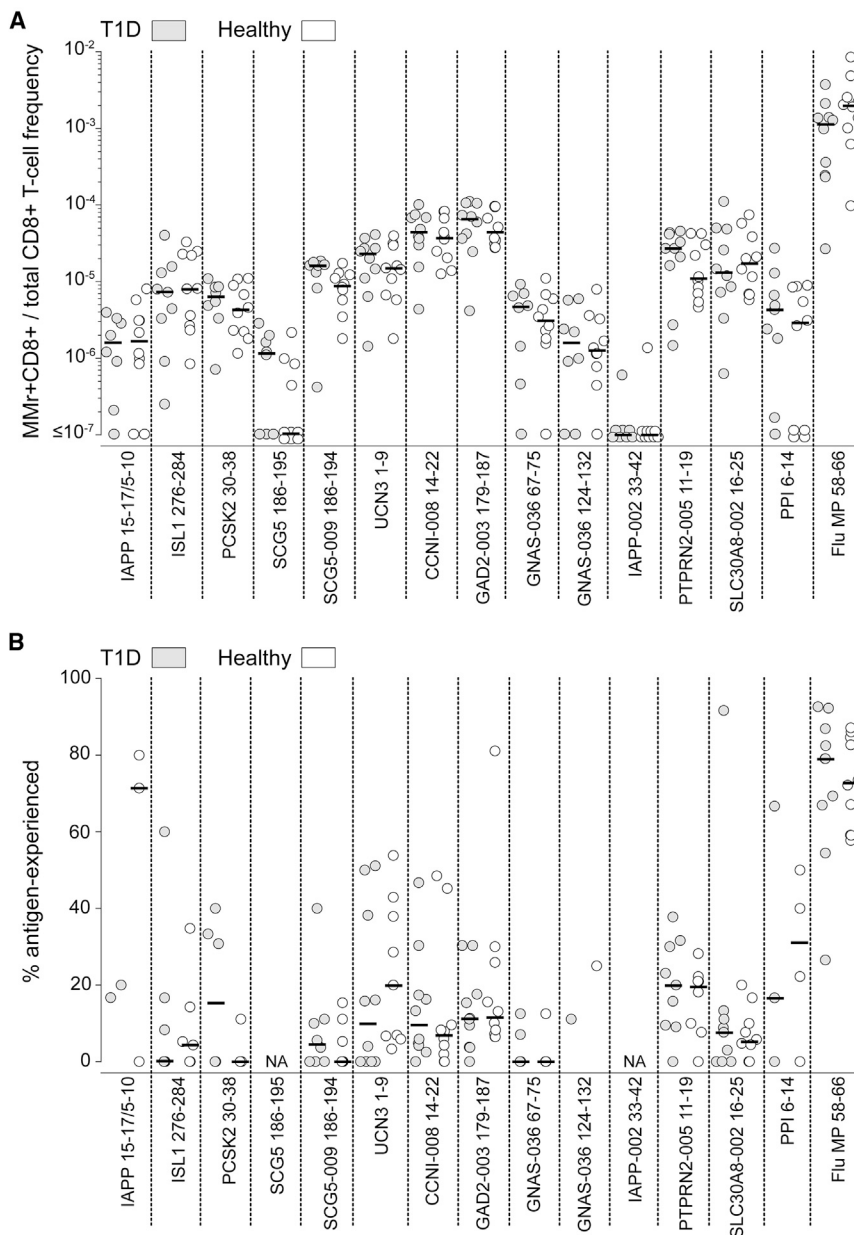 A
T1D Healthy
MMr+CD8+ / total CD8+ T-cell frequency
10-2
10-3
10-4
10-5
10-6
≤10-7
IAPP 15-17/5-10
ISL1 276-284
PCSK2 30-38
SCG5 186-195
SCG5-009 186-194
UCN3 1-9
CCNI-008 14-22
GAD2-003 179-187
GNAS-036 67-75
GNAS-036 124-132
IAPP-002 33-42
PTPRN2-005 11-19
SLC30A8-002 16-25
PPI 6-14
Flu MP 58-66
B
T1D Healthy
% antigen-experienced
100
80
60
40
20
0
NA
NA
IAPP 15-17/5-10
ISL1 276-284
PCSK2 30-38
SCG5 186-195
SCG5-009 186-194
UCN3 1-9
CCNI-008 14-22
GAD2-003 179-187
GNAS-036 67-75
GNAS-036 124-132
IAPP-002 33-42
PTPRN2-005 11-19
SLC30A8-002 16-25
PPI 6-14
Flu MP 58-66